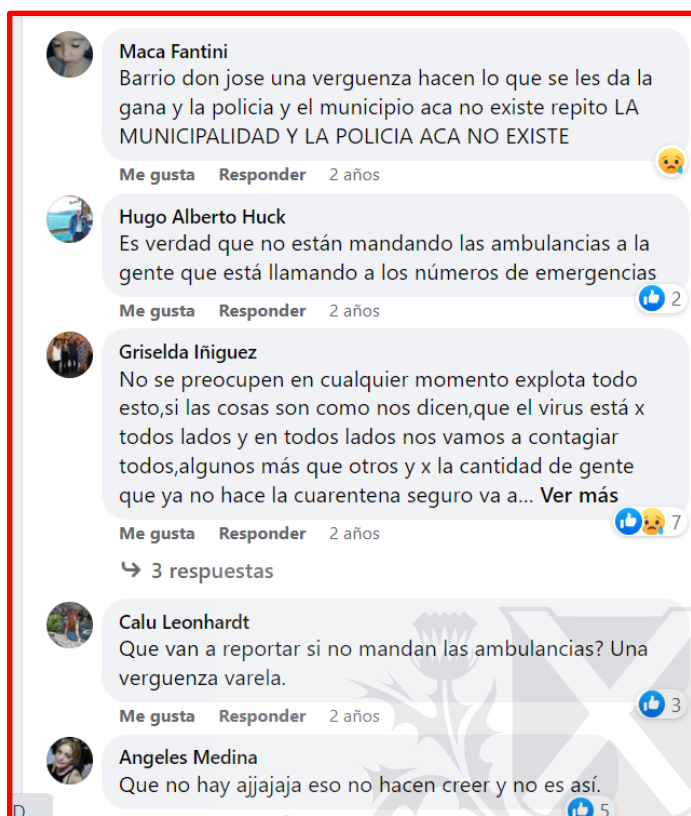 Maca Fantini
Barrio don jose una verguenza hacen lo que se les da la
gana y la policia y el municipio aca no existe repito LA
MUNICIPALIDAD Y LA POLICIA ACA NO EXISTE
Me gusta Responder 2 años
Hugo Alberto Huck
Es verdad que no están mandando las ambulancias a la
gente que está llamando a los números de emergencias
2
Me gusta Responder 2 años
Griselda Iñiguez
No se preocupen en cualquier momento explota todo
esto,si las cosas son como nos dicen,que el virus está x
todos lados y en todos lados nos vamos a contagiar
todos,algunos más que otros y x la cantidad de gente
que ya no hace la cuarentena seguro va a... Ver más
7
Me gusta Responder 2 años
3 respuestas
Calu Leonhardt
Que van a reportar si no mandan las ambulancias? Una
verguenza varela.
3
Me gusta Responder 2 años
Angeles Medina
Que no hay ajjajaja eso no hacen creer y no es así.
5
D